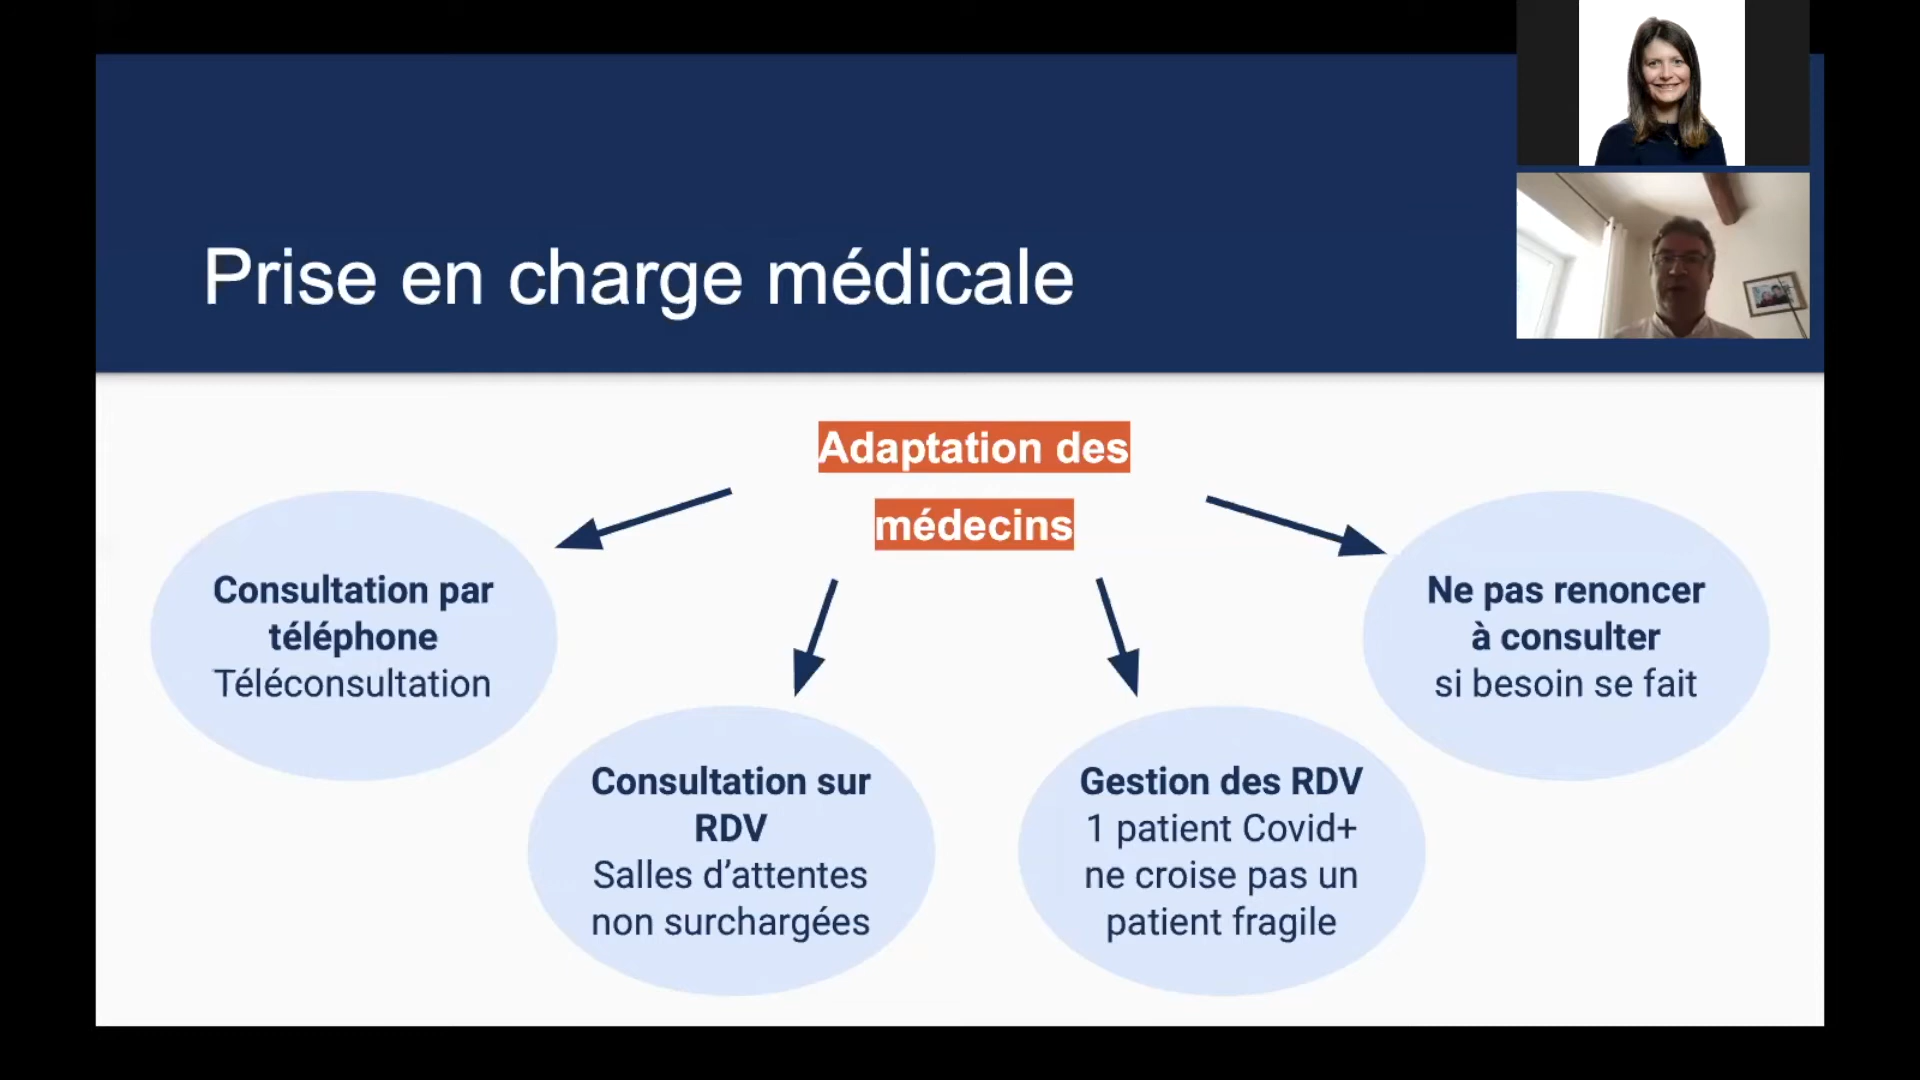 Prise en charge médicale
Adaptation des
médecins
Consultation par
téléphone
Téléconsultation
Consultation sur
RDV
Salles d’attentes
non surchargées
Gestion des RDV
1 patient Covid+
ne croise pas un
patient fragile
Ne pas renoncer
à consulter
si besoin se fait